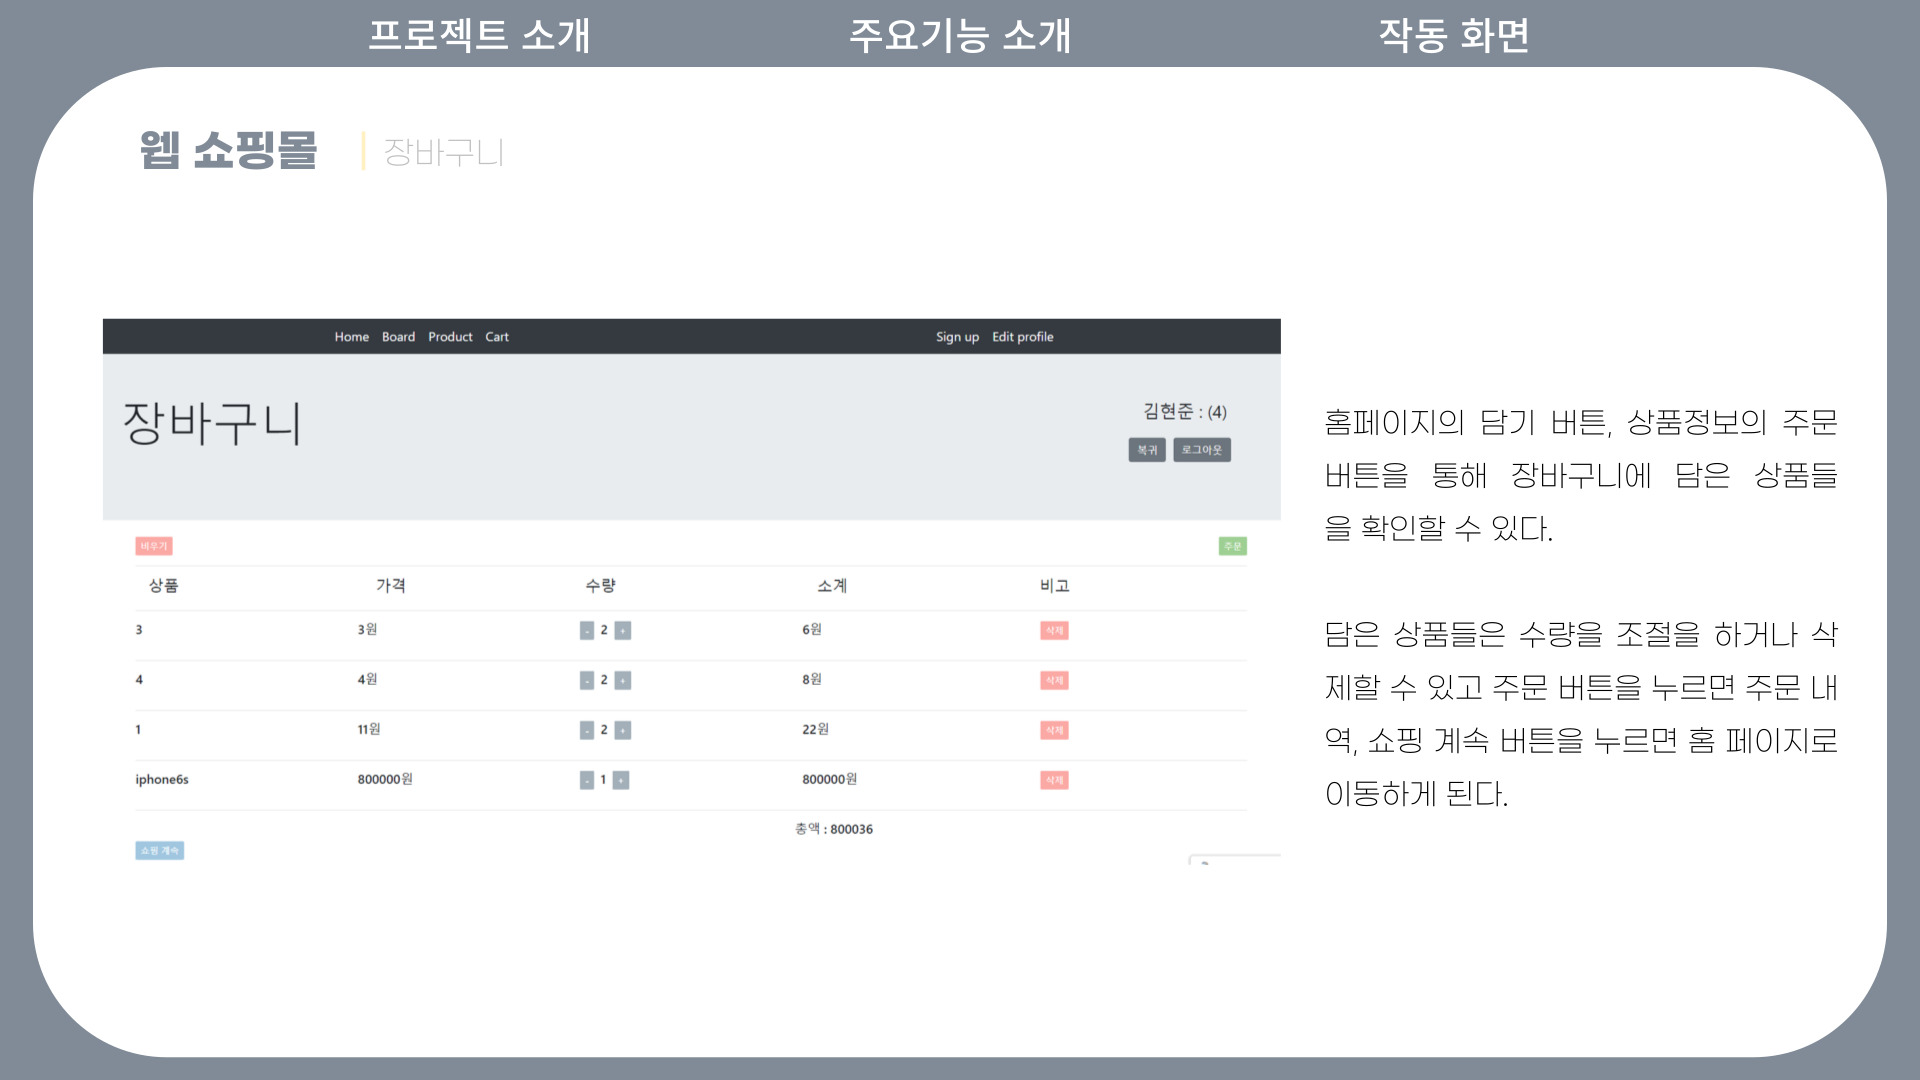 프로젝트 소개 주요기능 소개 작동 화면
웹 쇼핑몰 장바구니
Home Board Product Cart Sign up Edit profile
장바구니
김현준 : (4)
복귀 로그아웃
비우기 주문
상품 가격 수량 소계 비고
3 3원 - 2 + 6원 삭제
4 4원 - 2 + 8원 삭제
1 11원 - 2 + 22원 삭제
iphone6s 800000원 - 1 + 800000원 삭제
총액 : 800036
쇼핑 계속
홈페이지의 담기 버튼, 상품정보의 주문
버튼을 통해 장바구니에 담은 상품들
을 확인할 수 있다.
담은 상품들은 수량을 조절을 하거나 삭
제할 수 있고 주문 버튼을 누르면 주문 내
역, 쇼핑 계속 버튼을 누르면 홈 페이지로
이동하게 된다.